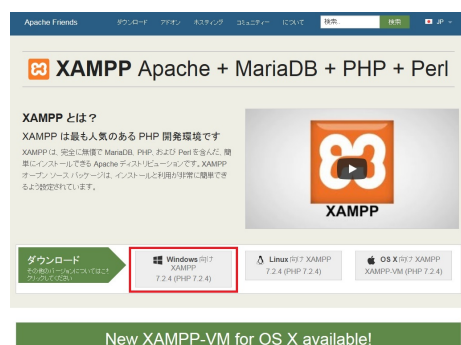 Apache Friends
ダウンロード アドオン ホスティング コミュニティー について 検索.. 検索 JP
XAMPP Apache + MariaDB + PHP + Perl
XAMPP とは？
XAMPP は最も人気のある PHP 開発環境です
XAMPP は、完全に無償で MariaDB, PHP, および Perl を含んだ、簡
単にインストールできる Apache ディストリビューションです。XAMPP
オープン ソース パッケージは、インストールと利用が非常に簡単でき
るよう設定されています。
XAMPP
ダウンロード
その他のバージョンについてはこち
クリックしてください
Windows 向け
XAMPP
7.2.4 (PHP 7.2.4)
Linux 向け XAMPP
7.2.4 (PHP 7.2.4)
OS X 向け XAMPP
XAMPP-VM (PHP 7.2.4)
New XAMPP-VM for OS X available!